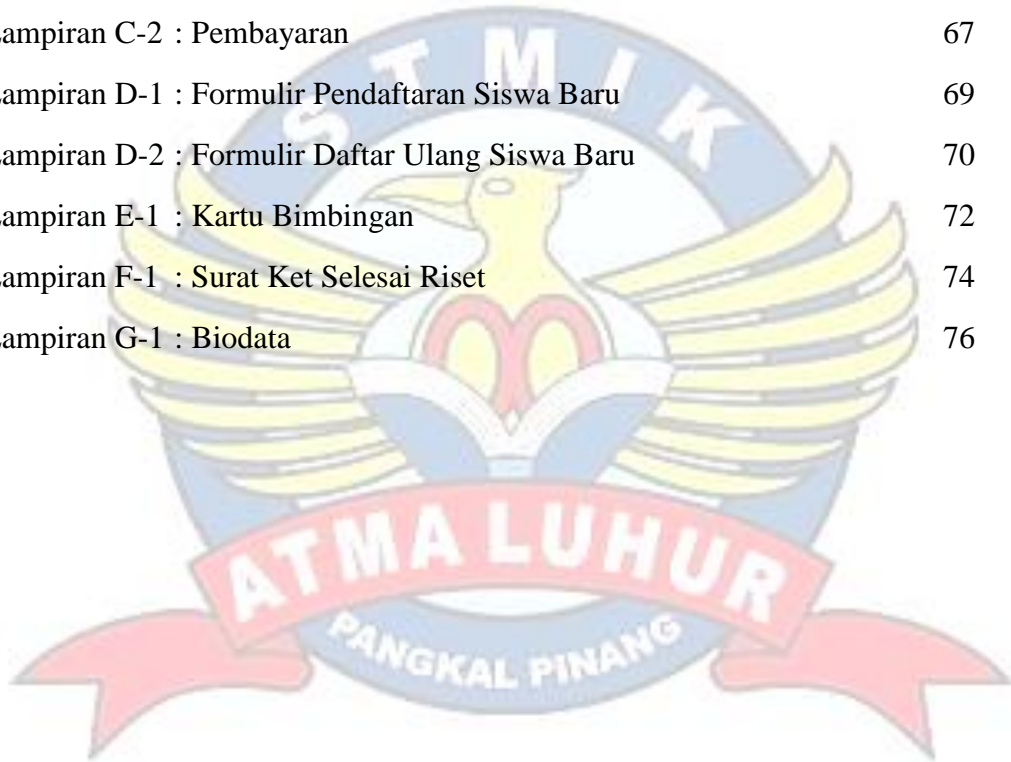 ampiran C-2 : Pembayaran 67
ampiran D-1 : Formulir Pendaftaran Siswa Baru 69
ampiran D-2 : Formulir Daftar Ulang Siswa Baru 70
ampiran E-1 : Kartu Bimbingan 72
ampiran F-1 : Surat Ket Selesai Riset 74
ampiran G-1 : Biodata 76
STMIK
ATMA LUHUR
PANGKAL PINANG